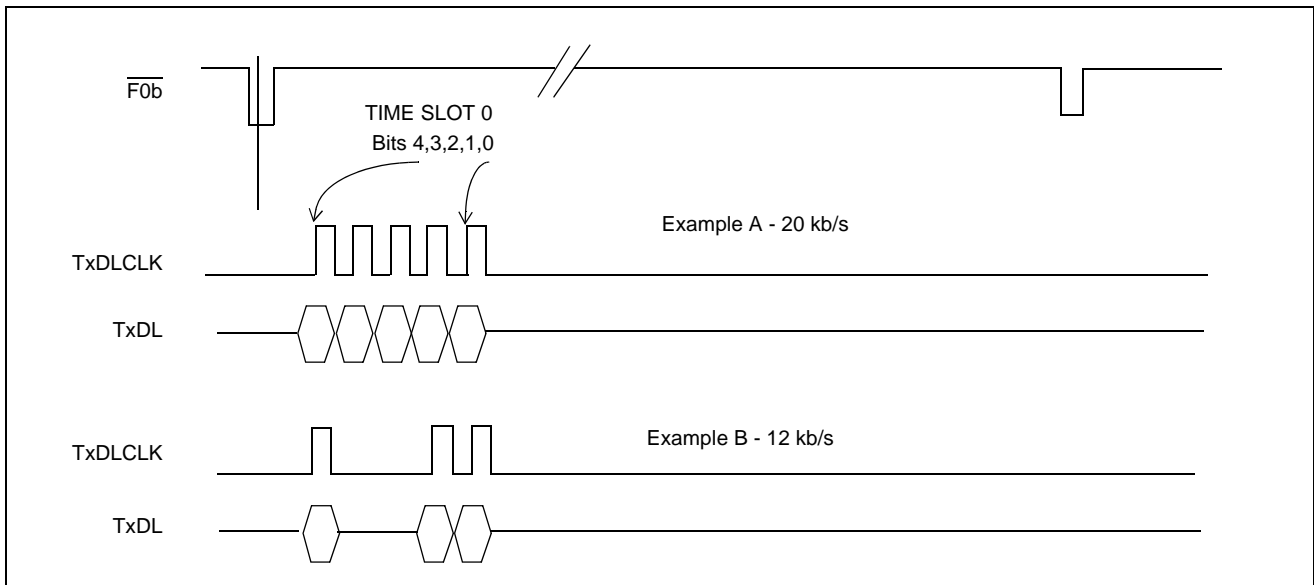 F0b
TIME SLOT 0
Bits 4,3,2,1,0
Example A - 20 kb/s
TxDLCLK
TxDL
Example B - 12 kb/s
TxDLCLK
TxDL